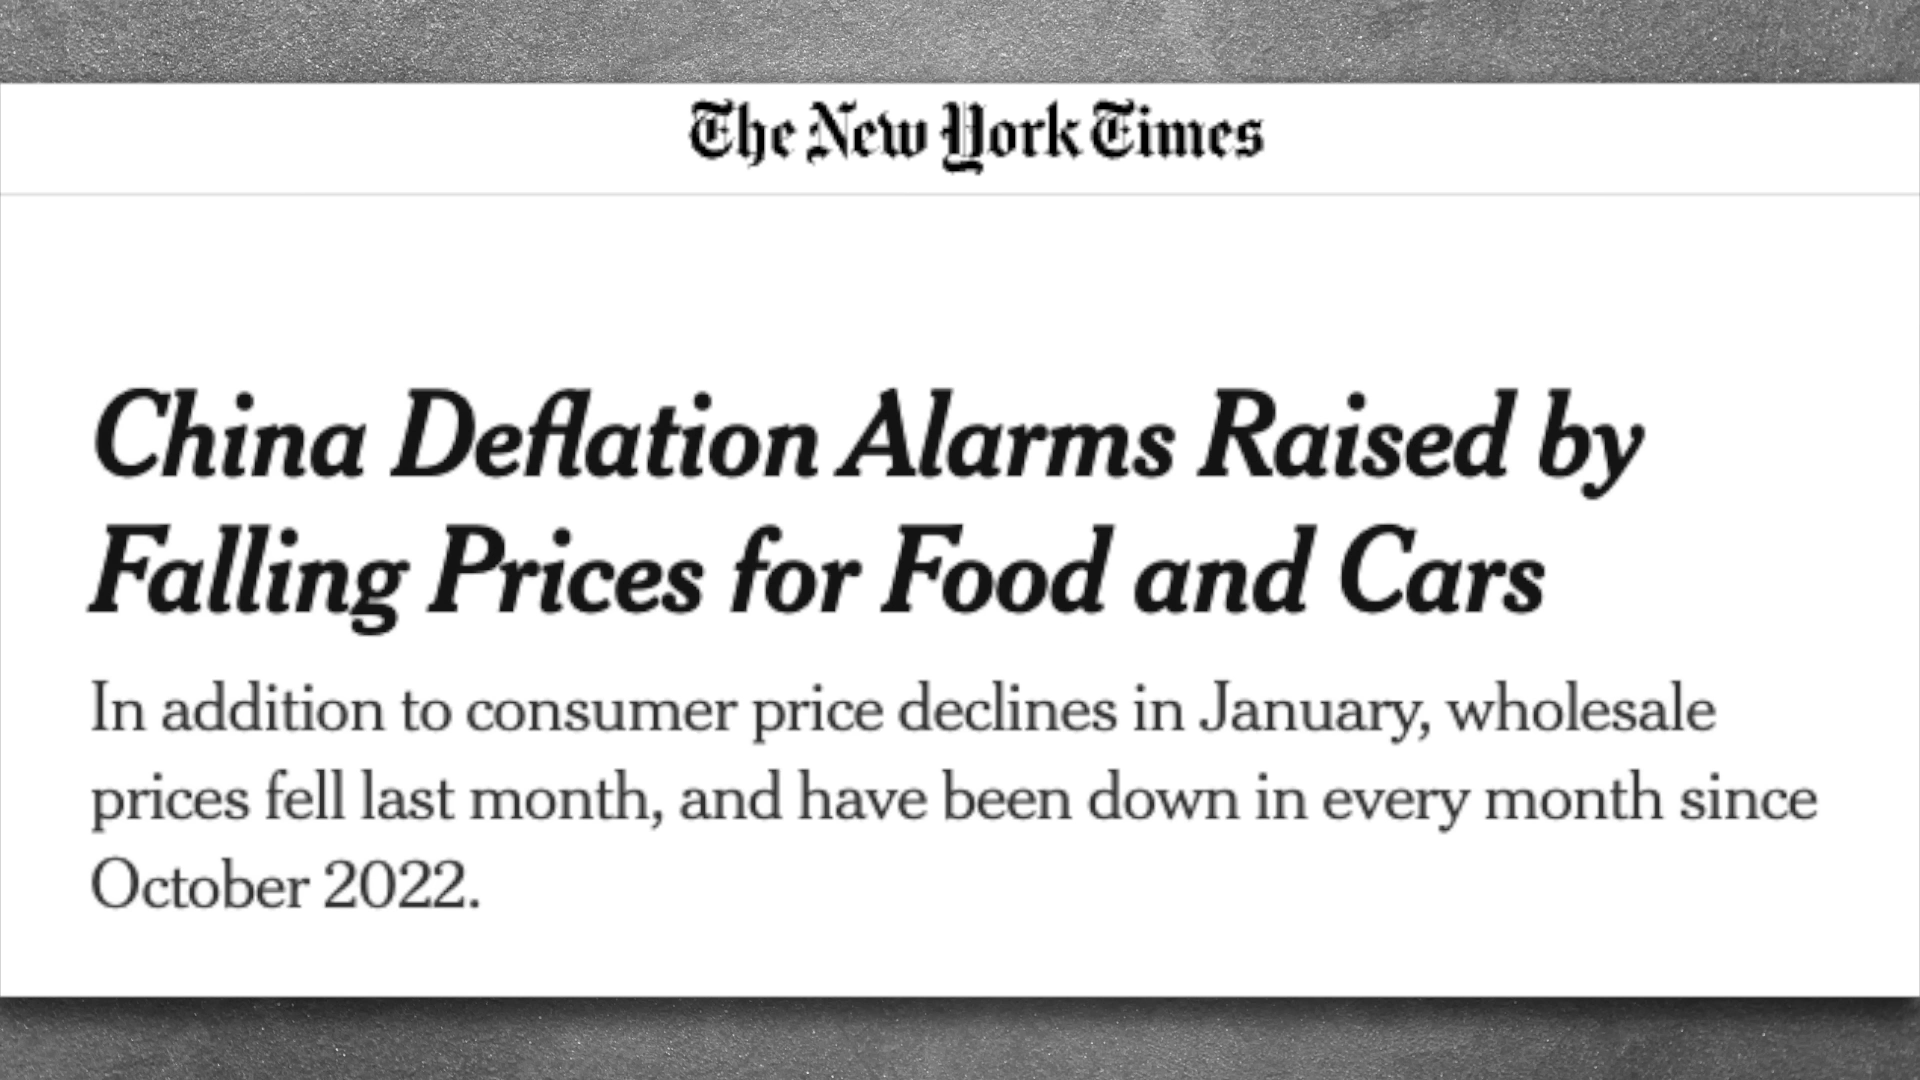 The New York Times
China Deflation Alarms Raised by
Falling Prices for Food and Cars
In addition to consumer price declines in January, wholesale
prices fell last month, and have been down in every month since
October 2022.